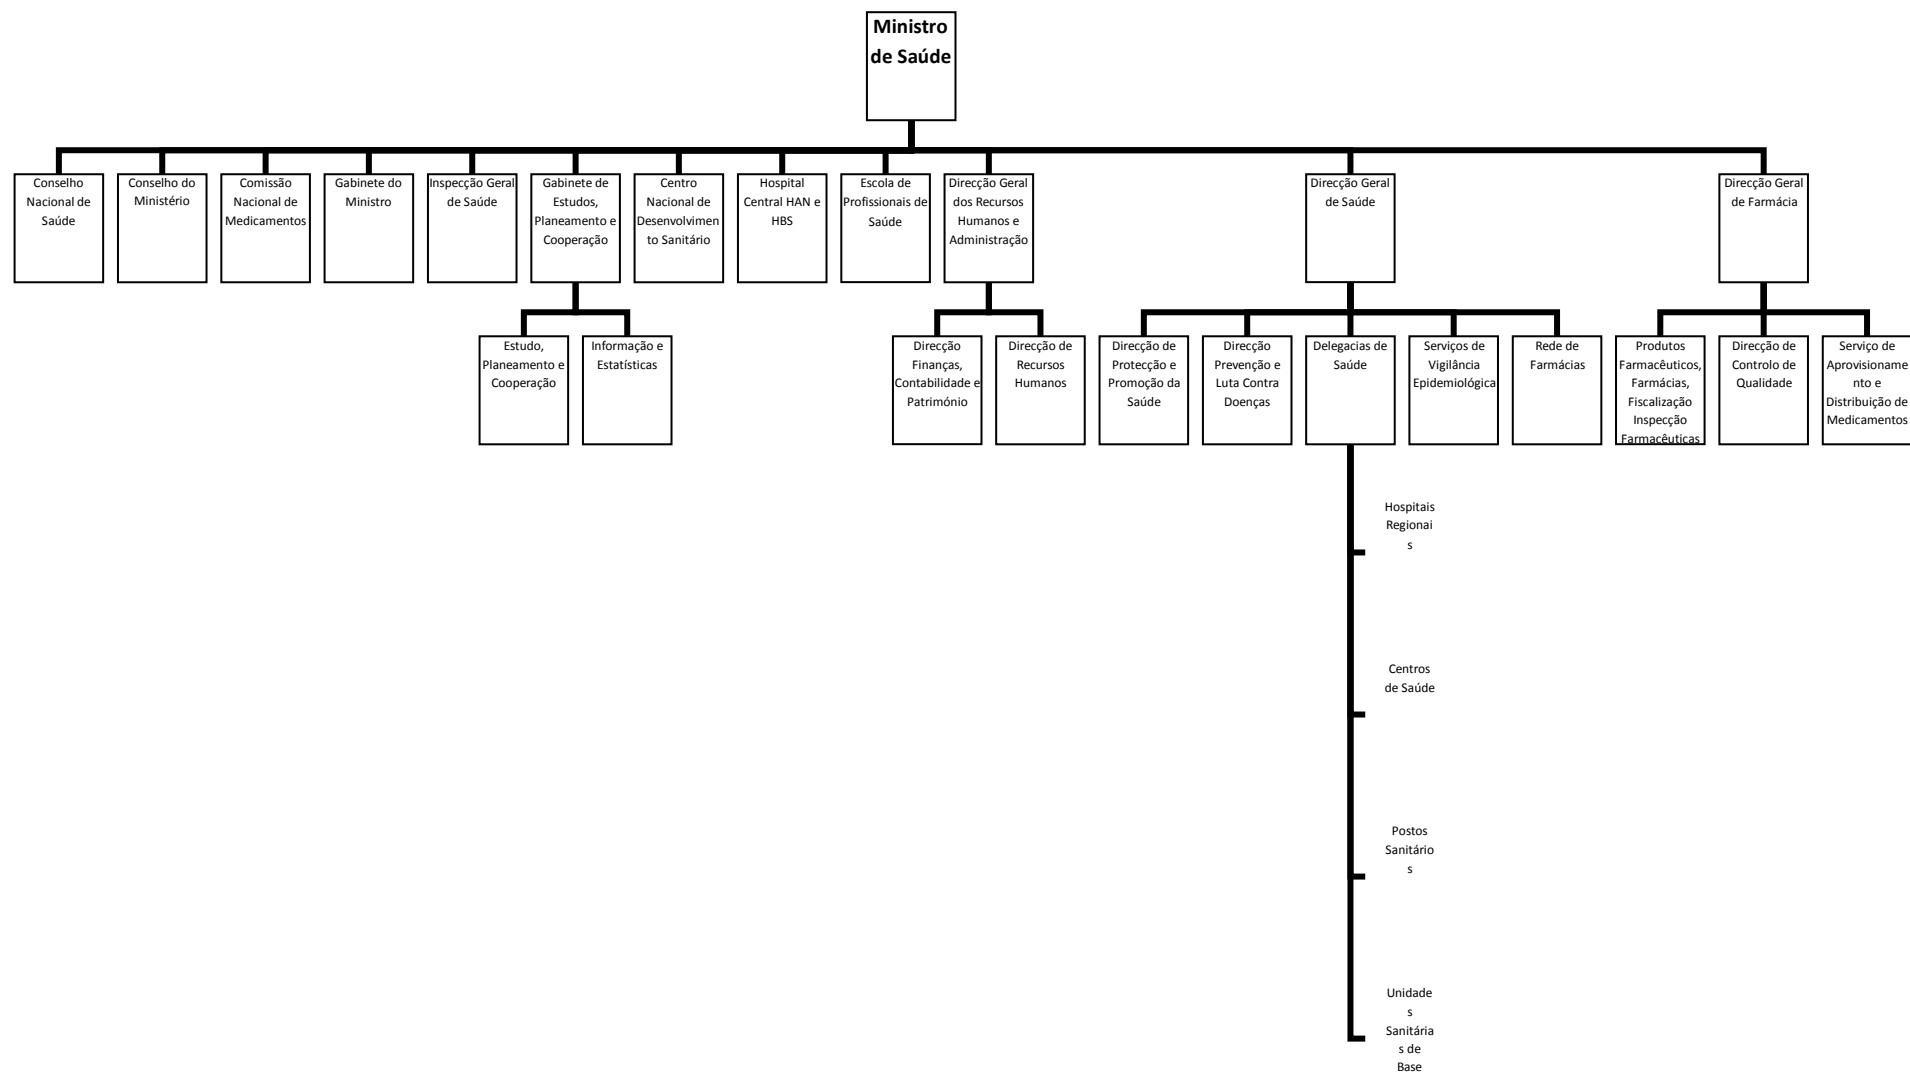 Ministro
de Saúde
Conselho
Nacional de
Saúde
Conselho do
Ministério
Comissão
Nacional de
Medicamentos
Gabinete do
Ministro
Inspecção Geral
de Saúde
Gabinete de
Estudos,
Planeamento e
Cooperação
Centro
Nacional de
Desenvolvimen
to Sanitário
Hospital
Central HAN e
HBS
Escola de
Profissionais de
Saúde
Direcção Geral
dos Recursos
Humanos e
Administração
Direcção Geral
de Saúde
Direcção Geral
de Farmácia
Estudo,
Planeamento e
Cooperação
Informação e
Estatísticas
Direcção
Finanças,
Contabilidade e
Património
Direcção de
Recursos
Humanos
Direcção de
Protecção e
Promoção da
Saúde
Direcção
Prevenção e
Luta Contra
Doenças
Delegacias de
Saúde
Serviços de
Vigilância
Epidemiológica
Rede de
Farmácias
Produtos
Farmacêuticos,
Farmácias,
Fiscalização
Inspecção
Farmacêuticas
Direcção de
Controlo de
Qualidade
Serviço de
Aprovisioname
nto e
Distribuição de
Medicamentos
Hospitais
Regionai
s
Centros
de Saúde
Postos
Sanitário
s
Unidade
s
Sanitária
s de
Base